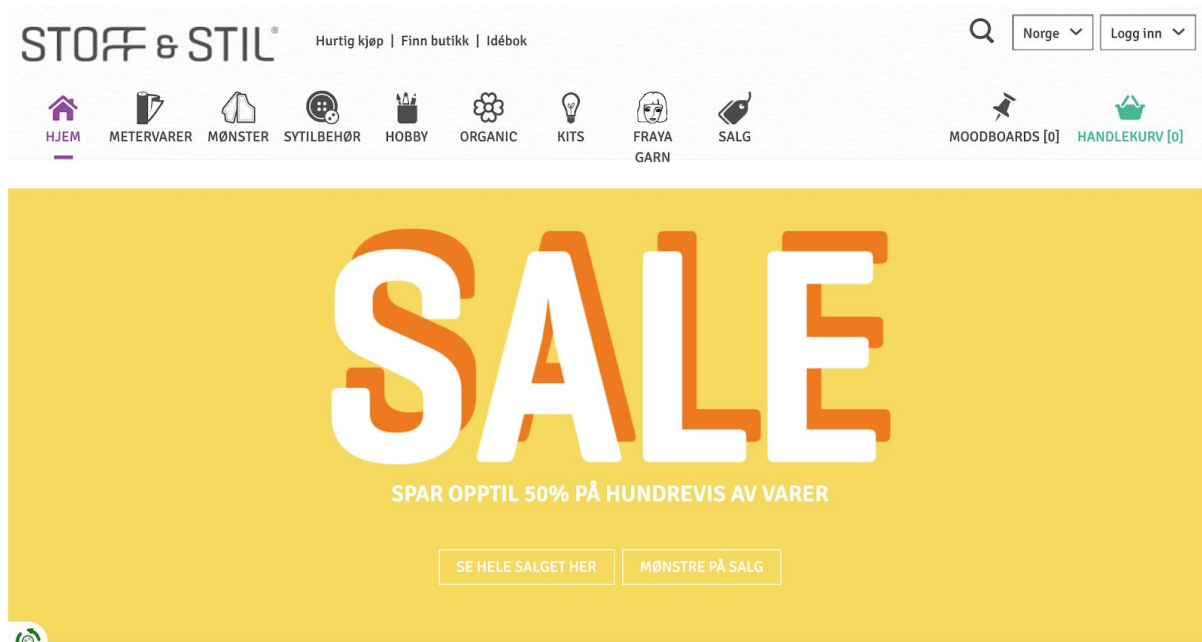 STOFF & STIL®
Hurtig kjøp | Finn butikk | Idébok
Norge
Logg inn
HJEM
METERVARER
MØNSTER
SYTILBEHØR
HOBBY
ORGANIC
KITS
FRAYA
GARN
SALG
MOODBOARDS [0]
HANDLEKURV [0]
SALE
SPAR OPPTIL 50% PÅ HUNDREVIS AV VARER
SE HELE SALGET HER
MØNSTRE PÅ SALG